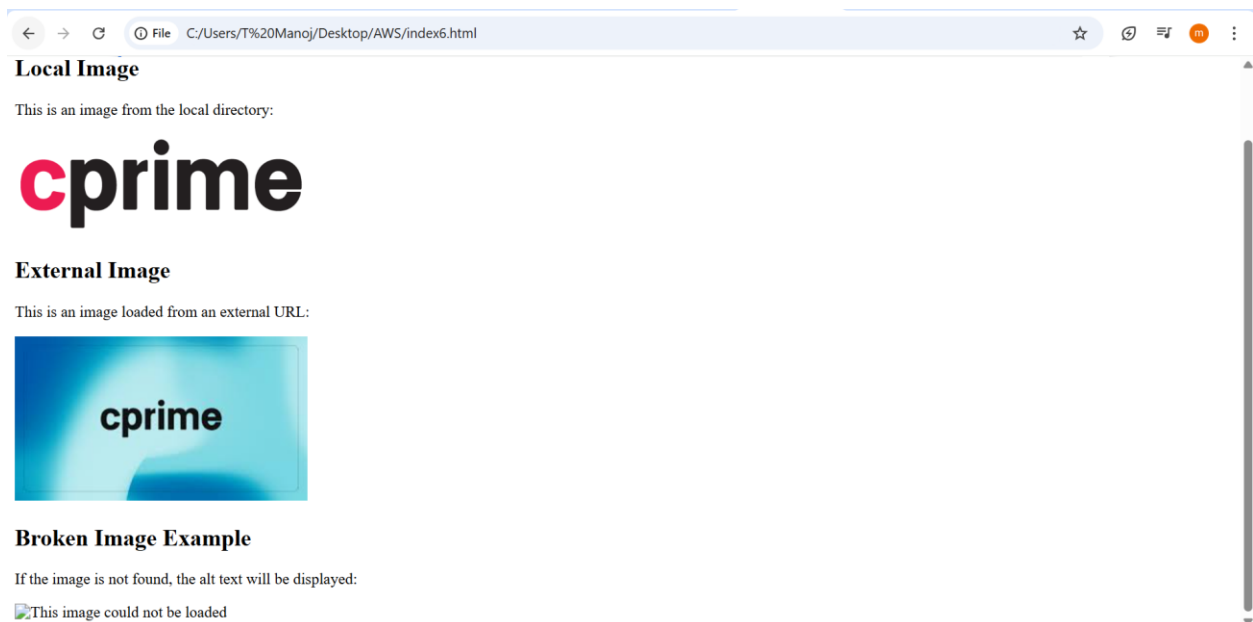 File C:/Users/T%20Manoj/Desktop/AWS/index6.html
m
Local Image
This is an image from the local directory:
cprime
External Image
This is an image loaded from an external URL:
cprime
Broken Image Example
If the image is not found, the alt text will be displayed:
This image could not be loaded